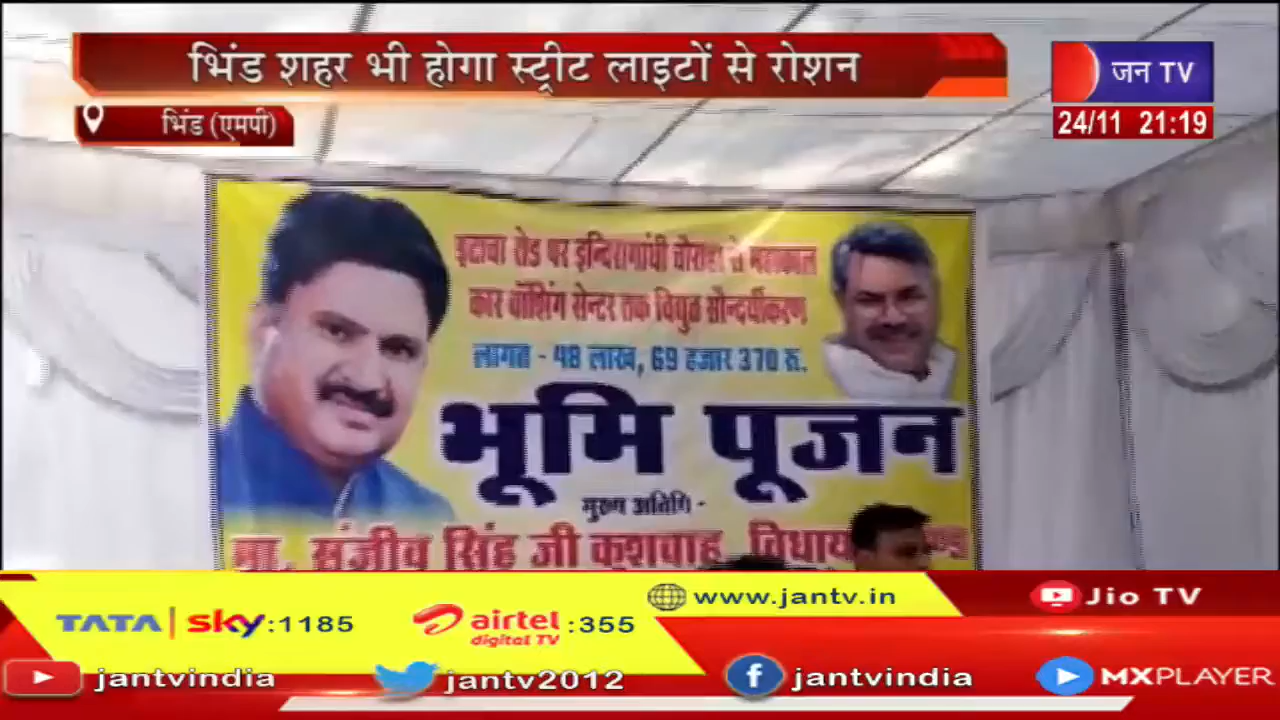 भिंड शहर भी होगा स्ट्रीट लाइटों से रोशन
जन TV
भिंड (एमपी)
24/11 21:19
इटावा रोड पर इन्दिरागांधी चौराहा से महाकाल
कार वॉशिंग सेन्टर तक विद्युत सौन्दर्यीकरण
लागत - 48 लाख, 69 हजार 370 रु.
भूमि पूजन
मुख्य अतिथि -
मा. संजीव सिंह जी कुशवाह
www.jantv.in
Jio TV
TATA sky:1185
airtel digital TV :355
jantvindia
jantv2012
f jantvindia
MXPLAYER